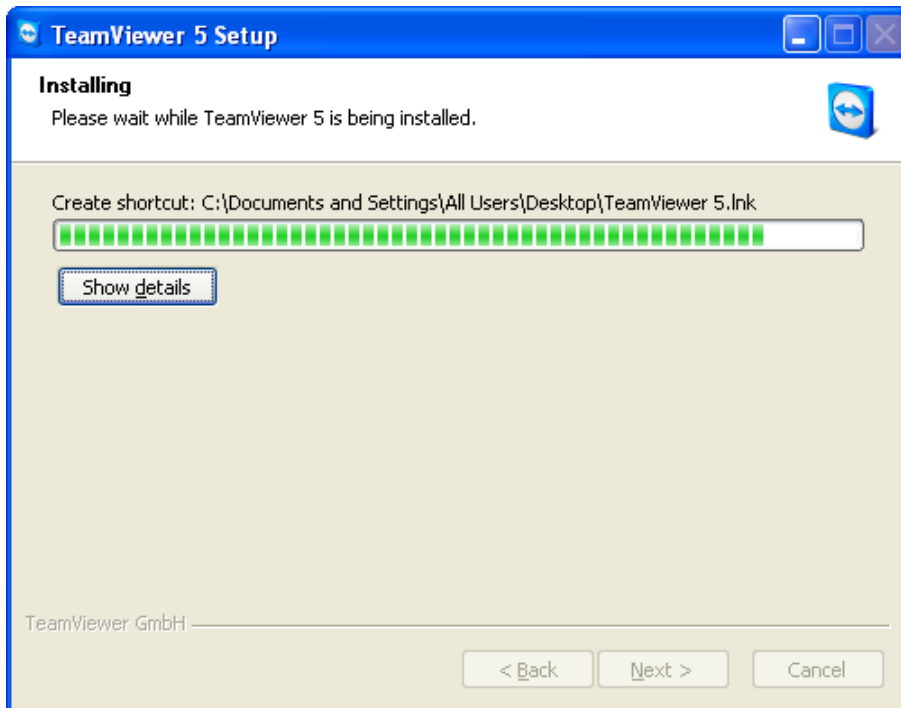 TeamViewer 5 Setup
Installing
Please wait while TeamViewer 5 is being installed.
Create shortcut: C:\Documents and Settings\All Users\Desktop\TeamViewer 5.lnk
Show details
TeamViewer GmbH
< Back Next > Cancel